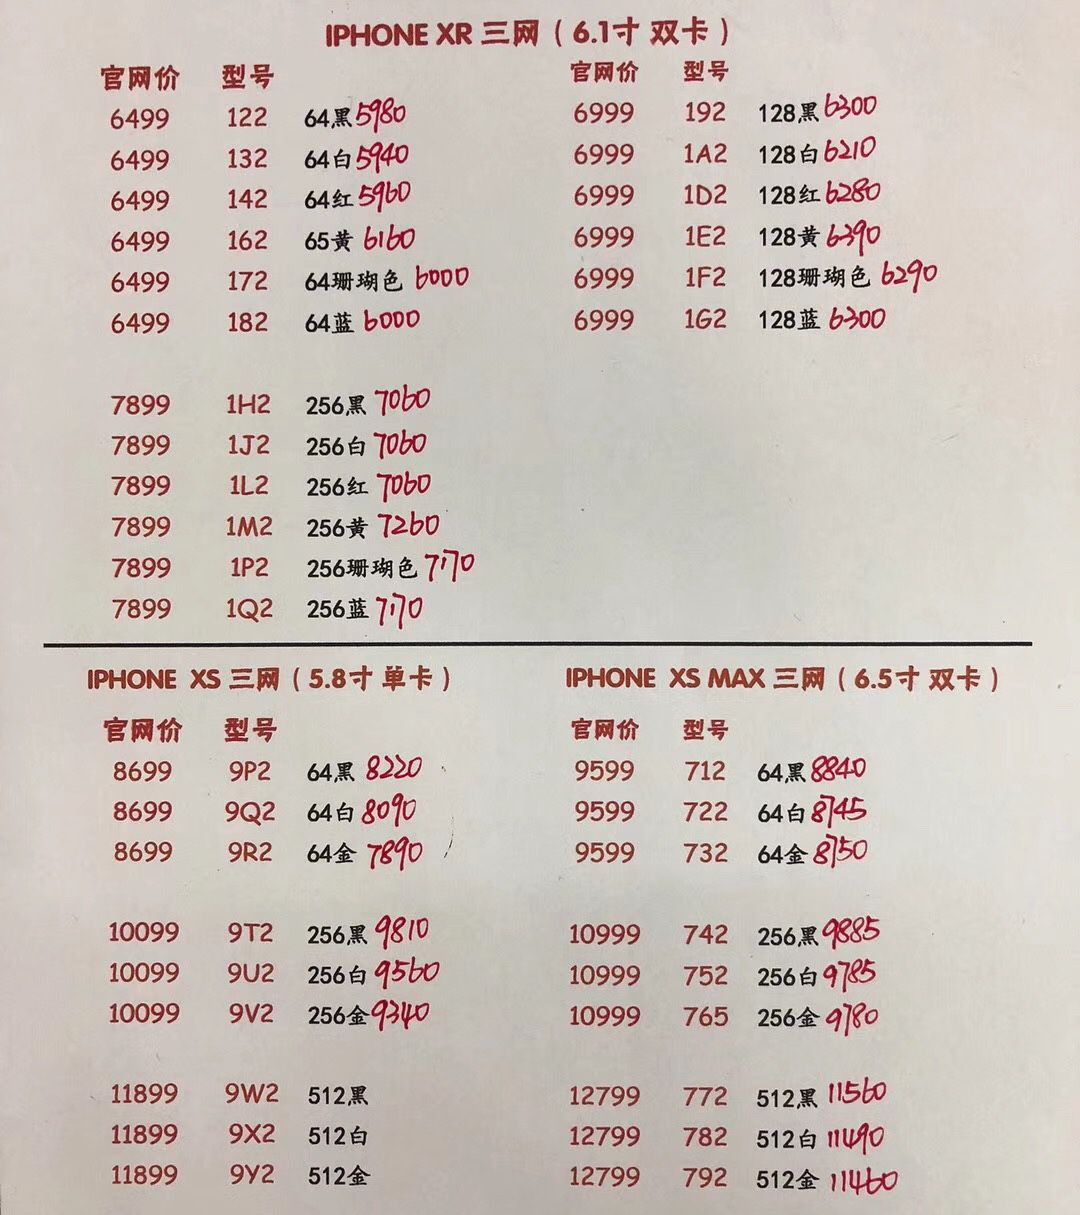 IPHONE XR 三网（6.1寸 双卡）
官网价 型号
6499 122 64黑 5980
6499 132 64白 5940
6499 142 64红 5960
6499 162 65黄 6160
6499 172 64珊瑚色 6000
6499 182 64蓝 6000
官网价 型号
6999 192 128黑 6300
6999 1A2 128白 6210
6999 1D2 128红 6280
6999 1E2 128黄 6390
6999 1F2 128珊瑚色 6290
6999 1G2 128蓝 6300
7899 1H2 256黑 7060
7899 1J2 256白 7060
7899 1L2 256红 7060
7899 1M2 256黄 7260
7899 1P2 256珊瑚色 7170
7899 1Q2 256蓝 7170
IPHONE XS 三网（5.8寸 单卡）
官网价 型号
8699 9P2 64黑 8220
8699 9Q2 64白 8090
8699 9R2 64金 7890
10099 9T2 256黑 9810
10099 9U2 256白 9560
10099 9V2 256金 9340
11899 9W2 512黑
11899 9X2 512白
11899 9Y2 512金
IPHONE XS MAX 三网（6.5寸 双卡）
官网价 型号
9599 712 64黑 8840
9599 722 64白 8745
9599 732 64金 8750
10999 742 256黑 9885
10999 752 256白 9785
10999 765 256金 9780
12799 772 512黑 11560
12799 782 512白 11490
12799 792 512金 11460